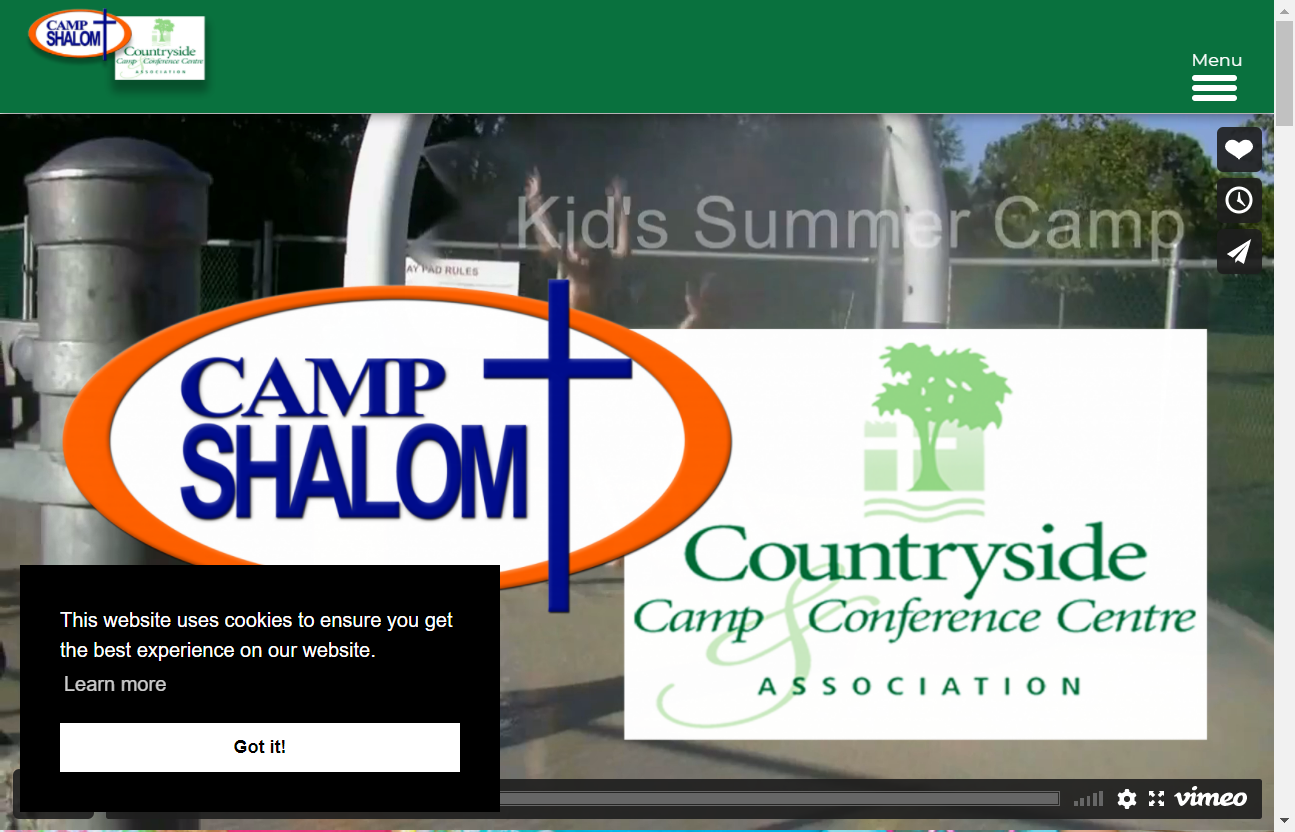 CAMP
SHALOM
Countryside
Camp & Conference Centre
ASSOCIATION
Menu
Kid's Summer Camp
AY PAD RULES
CAMP
SHALOM
Countryside
Camp & Conference Centre
ASSOCIATION
This website uses cookies to ensure you get
the best experience on our website.
Learn more
Got it!
vimeo